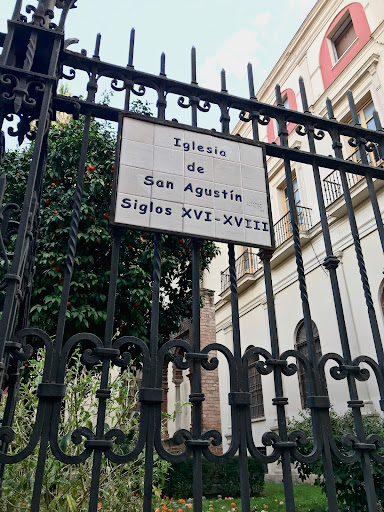 Iglesia
de
San Agustín
Siglos XVI-XVIII